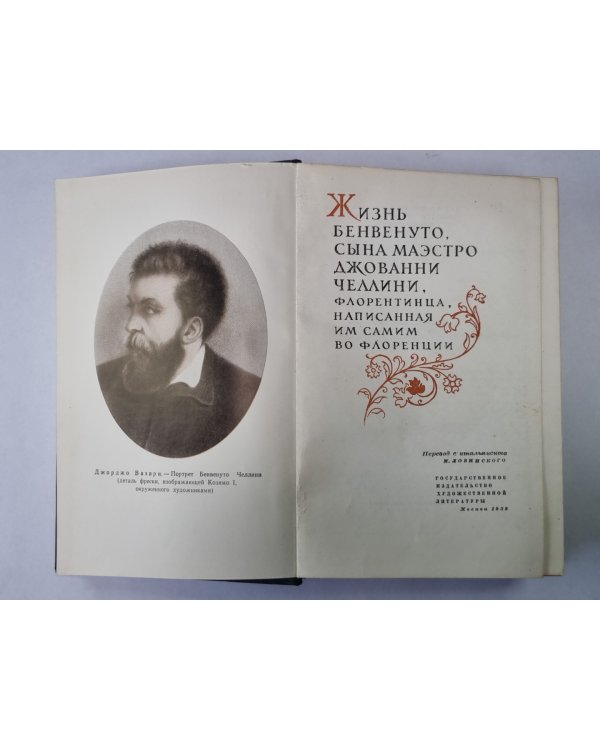 Джорджо Вазари. — Портрет Бенвенуто Челлини
(деталь фрески, изображающей Козимо I,
окруженного художниками)
ЖИЗНЬ
БЕНВЕНУТО,
СЫНА МАЭСТРО
ДЖОВАННИ
ЧЕЛЛИНИ,
ФЛОРЕНТИНЦА,
НАПИСАННАЯ
ИМ САМИМ
ВО ФЛОРЕНЦИИ
Перевод с итальянского
М. ЛОЗИНСКОГО
ГОСУДАРСТВЕННОЕ
ИЗДАТЕЛЬСТВО
ХУДОЖЕСТВЕННОЙ
ЛИТЕРАТУРЫ
Москва 1958